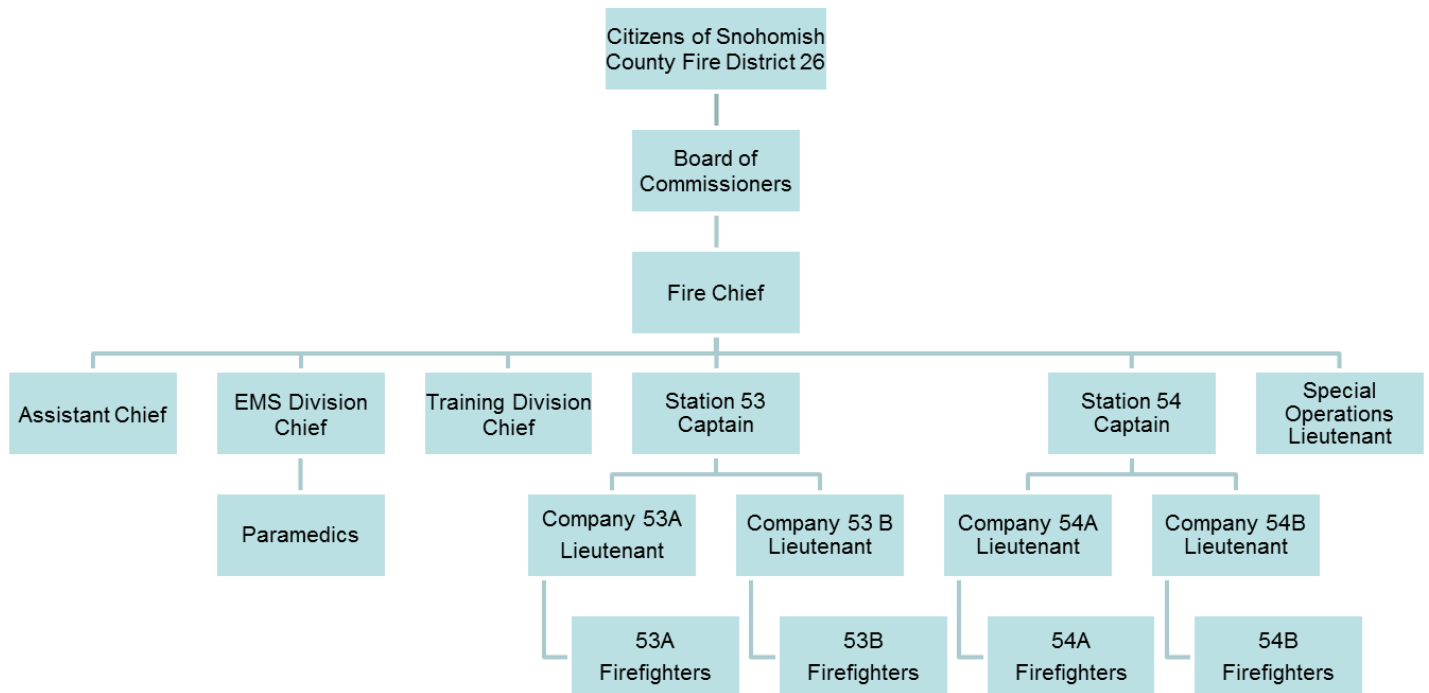 Citizens of Snohomish
County Fire District 26
Board of
Commissioners
Fire Chief
Assistant Chief
EMS Division
Chief
Training Division
Chief
Station 53
Captain
Station 54
Captain
Special
Operations
Lieutenant
Paramedics
Company 53A
Lieutenant
Company 53 B
Lieutenant
Company 54A
Lieutenant
Company 54B
Lieutenant
53A
Firefighters
53B
Firefighters
54A
Firefighters
54B
Firefighters